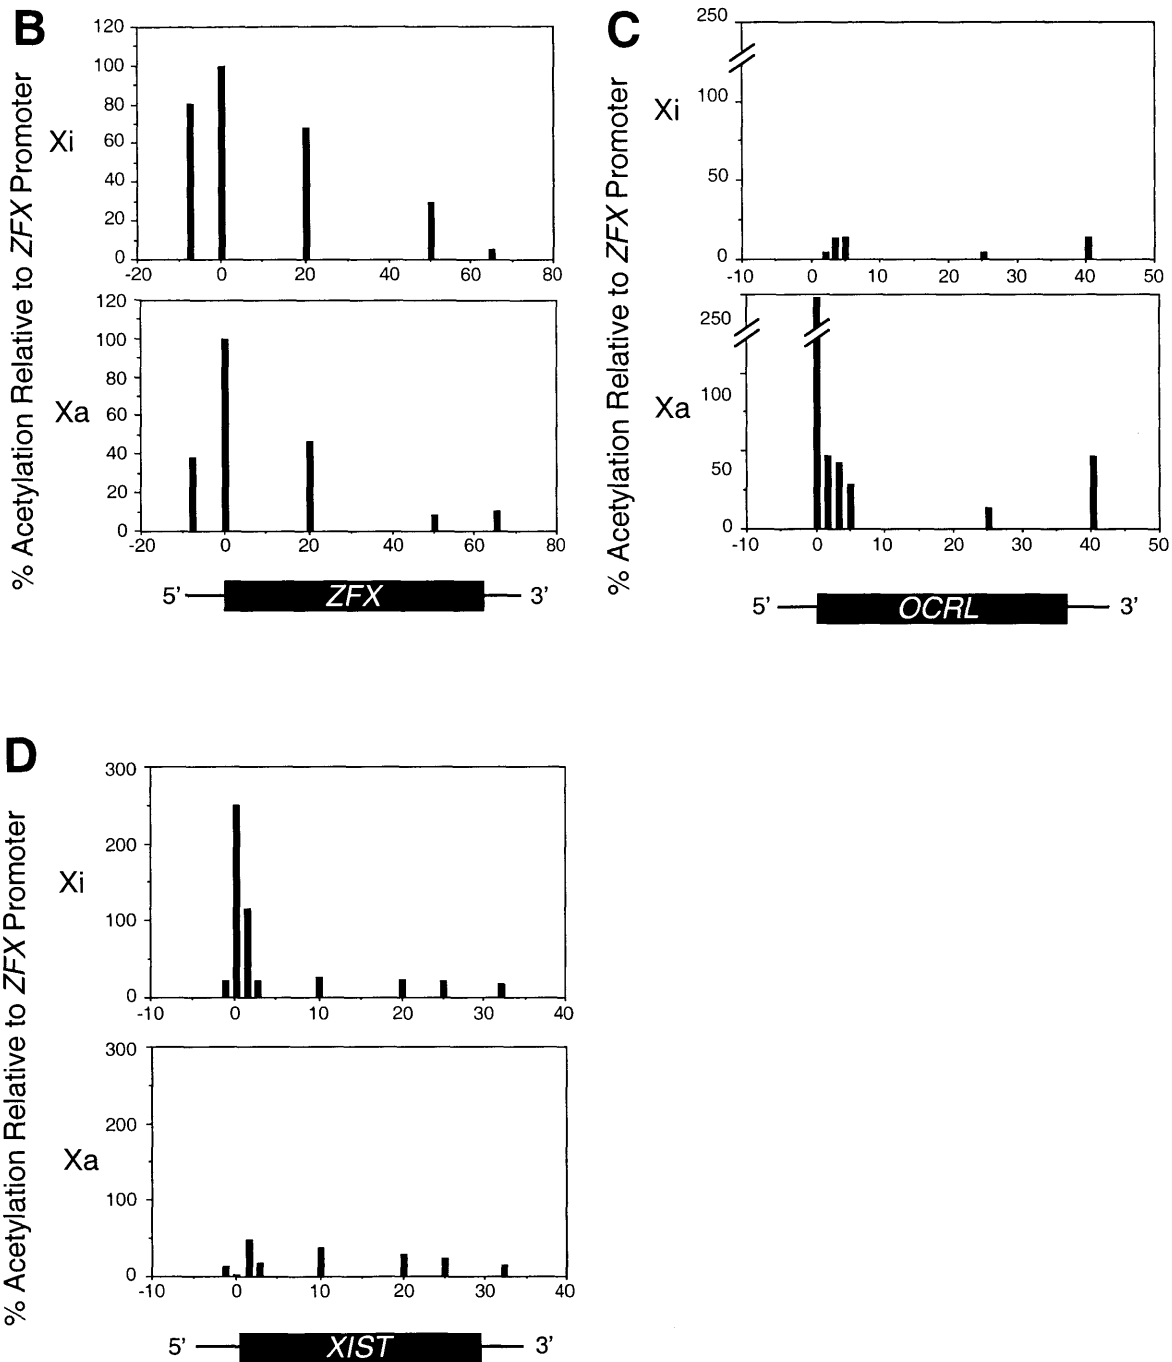 B
% Acetylation Relative to ZFX Promoter
Xi
120
100
80
60
40
20
0
-20 0 20 40 60 80
Xa
120
100
80
60
40
20
0
-20 0 20 40 60 80
5' ZFX 3'
C
% Acetylation Relative to ZFX Promoter
Xi
250
100
50
0
-10 0 10 20 30 40 50
Xa
250
100
50
0
-10 0 10 20 30 40 50
5' OCRL 3'
D
% Acetylation Relative to ZFX Promoter
Xi
300
200
100
0
-10 0 10 20 30 40
Xa
300
200
100
0
-10 0 10 20 30 40
5' XIST 3'